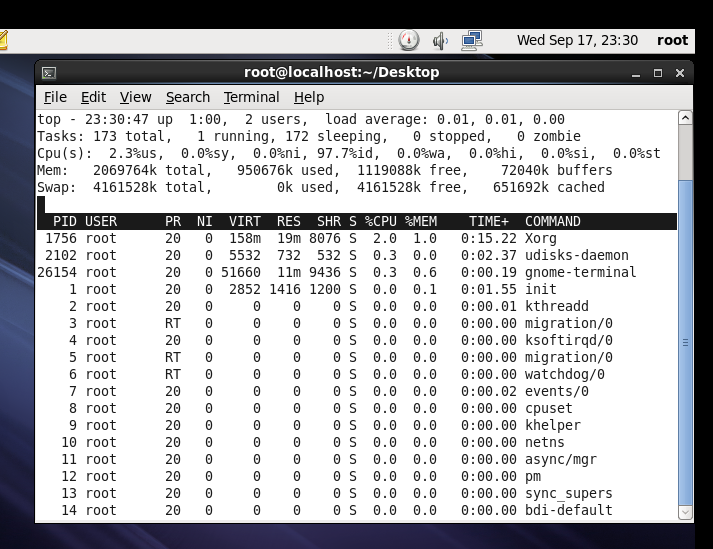 Wed Sep 17, 23:30 root
root@localhost:~/Desktop
File Edit View Search Terminal Help
top - 23:30:47 up  1:00,  2 users,  load average: 0.01, 0.01, 0.00
Tasks: 173 total,   1 running, 172 sleeping,   0 stopped,   0 zombie
Cpu(s):  2.3%us,  0.0%sy,  0.0%ni, 97.7%id,  0.0%wa,  0.0%hi,  0.0%si,  0.0%st
Mem:   2069764k total,   950676k used,  1119088k free,    72040k buffers
Swap:  4161528k total,        0k used,  4161528k free,   651692k cached
  PID USER      PR  NI  VIRT  RES  SHR S %CPU %MEM    TIME+  COMMAND
 1756 root      20   0  158m  19m 8076 S  2.0  1.0   0:15.22 Xorg
 2102 root      20   0  5532  732  532 S  0.3  0.0   0:02.37 udisks-daemon
26154 root      20   0 51660  11m 9436 S  0.3  0.6   0:00.19 gnome-terminal
    1 root      20   0  2852 1416 1200 S  0.0  0.1   0:01.55 init
    2 root      20   0     0    0    0 S  0.0  0.0   0:00.01 kthreadd
    3 root      RT   0     0    0    0 S  0.0  0.0   0:00.00 migration/0
    4 root      20   0     0    0    0 S  0.0  0.0   0:00.00 ksoftirqd/0
    5 root      RT   0     0    0    0 S  0.0  0.0   0:00.00 migration/0
    6 root      RT   0     0    0    0 S  0.0  0.0   0:00.00 watchdog/0
    7 root      20   0     0    0    0 S  0.0  0.0   0:00.02 events/0
    8 root      20   0     0    0    0 S  0.0  0.0   0:00.00 cpuset
    9 root      20   0     0    0    0 S  0.0  0.0   0:00.00 khelper
   10 root      20   0     0    0    0 S  0.0  0.0   0:00.00 netns
   11 root      20   0     0    0    0 S  0.0  0.0   0:00.00 async/mgr
   12 root      20   0     0    0    0 S  0.0  0.0   0:00.00 pm
   13 root      20   0     0    0    0 S  0.0  0.0   0:00.00 sync_supers
   14 root      20   0     0    0    0 S  0.0  0.0   0:00.00 bdi-default